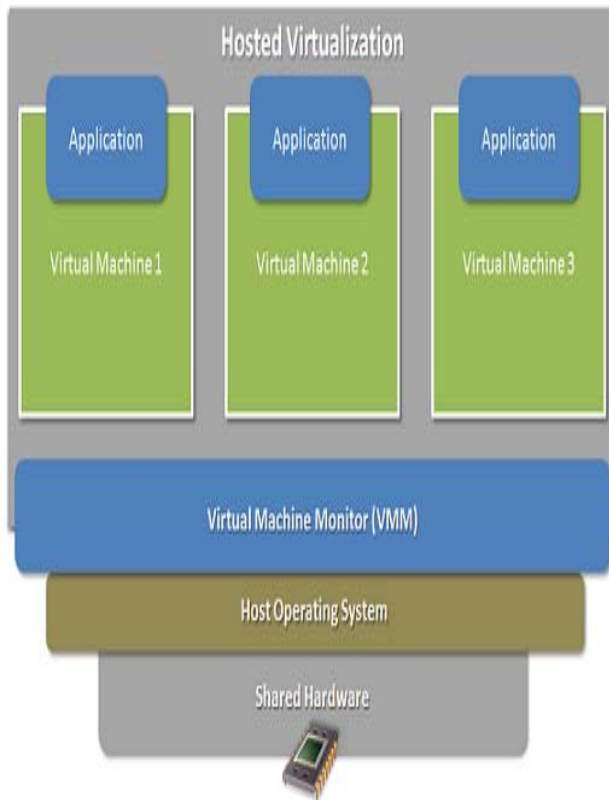 Hosted Virtualization
Application
Application
Application
Virtual Machine 1
Virtual Machine 2
Virtual Machine 3
Virtual Machine Monitor (VMM)
Host Operating System
Shared Hardware